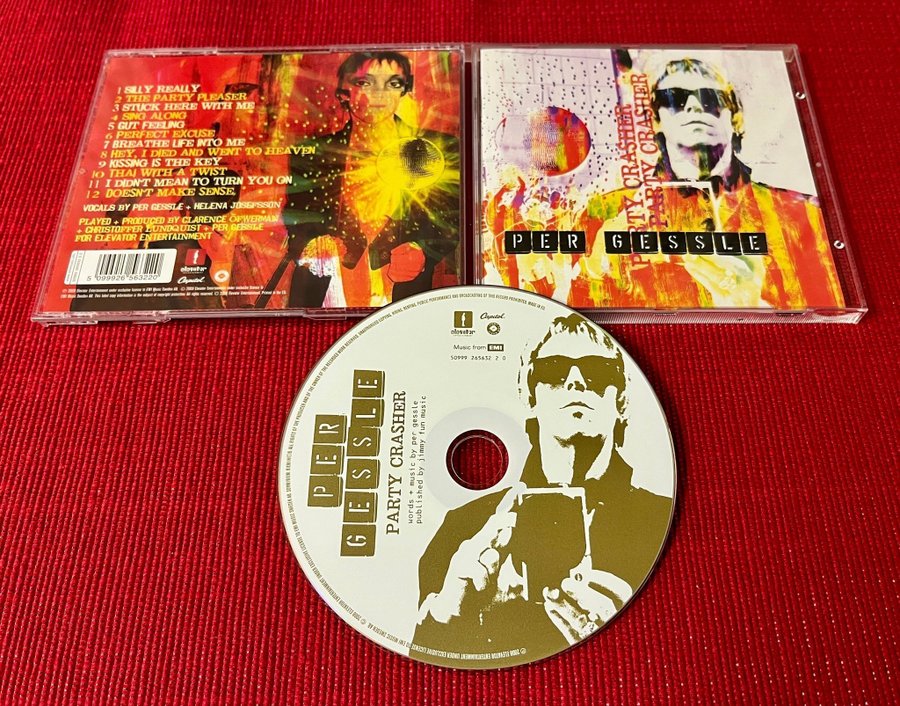 1 SILLY REALLY
2 THE PARTY PLEASER
3 STUCK HERE WITH ME
4 SING ALONG
5 GUT FEELING
6 PERFECT EXCUSE
7 BREATHE LIFE INTO ME
8 HEY, I DIED AND WENT TO HEAVEN
9 KISSING IS THE KEY
10 THAI WITH A TWIST
11 I DIDN'T MEAN TO TURN YOU ON
12 DOESN'T MAKE SENSE
VOCALS BY PER GESSLE + HELENA JOSEFSSON
PLAYED + PRODUCED BY CLARENCE ÖFWERMAN
+ CHRISTOFFER LUNDQUIST + PER GESSLE
FOR ELEVATOR ENTERTAINMENT
5 099926 563220
elevator
Capitol
PARTY CRASHER
PARTY CRASHER
PER GESSLE
elevator
Capitol
Music from EMI
50999 265632 2 0
PER
GESSLE
PARTY CRASHER
words + music by per gessle
published by jimmy fun music